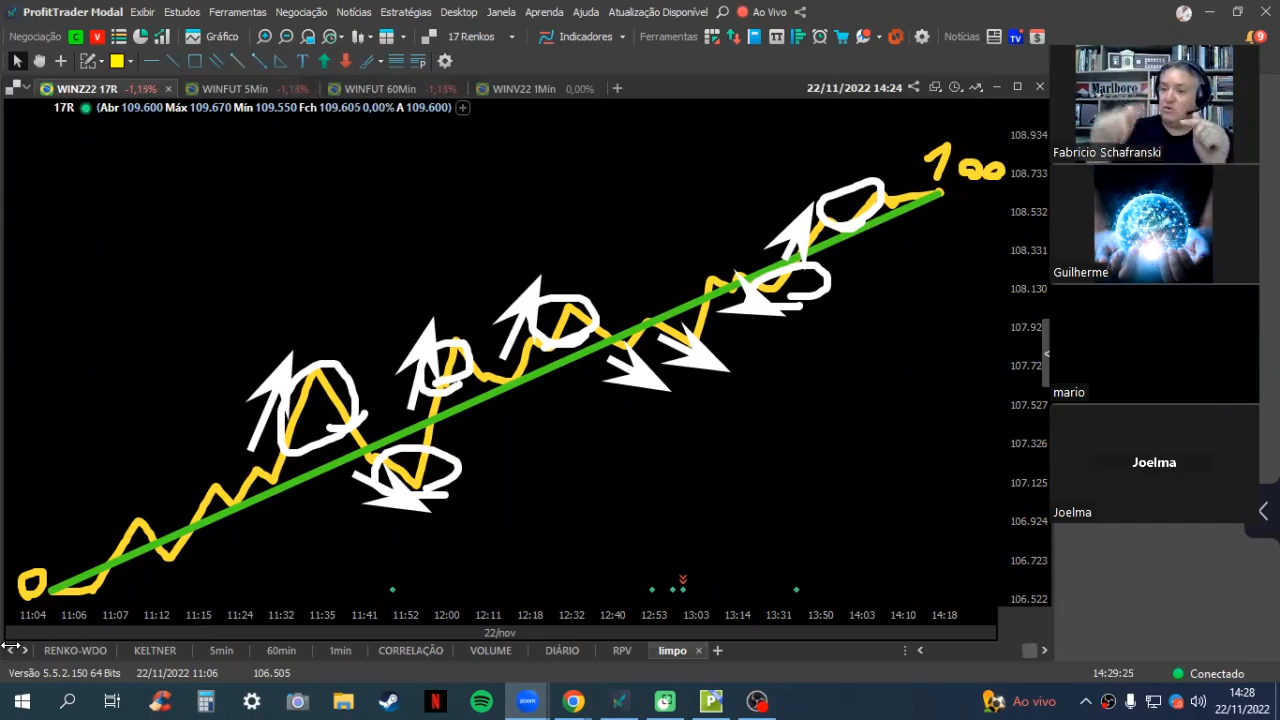 ProfitTrader Modal Exibir Estudos Ferramentas Negociação Notícias Estratégias Desktop Janela Aprenda Ajuda Atualização Disponível Ao Vivo
Negociação C V Gráfico 17 Renkos Indicadores Ferramentas Notícias TV 9
WINZ22 17R -1,15% × WINFUT 5Min -1,18% WINFUT 60Min -1,13% WINV22 1Min 0,00% + 22/11/2022 14:24
17R (Abr 109.600 Máx 109.670 Mín 109.550 Fch 109.605 0,00% A 109.600)
Marlboro
Fabricio Schafranski
Guilherme
mario
Joelma
Joelma
100
0
108.934
108.733
108.532
108.331
108.130
107.92
107.72
107.527
107.326
107.125
106.924
106.723
106.522
11:04 11:06 11:07 11:12 11:14 11:32 11:35 11:41 11:52 12:00 12:11 12:18 12:32 12:40 12:53 13:03 13:14 13:50 14:03 14:10 14:18
22/nov
RENKO-WDO KELTNER 5min 60min 1min CORRELAÇÃO VOLUME DIÁRIO RPV limpo × +
Versão 5.5.2.150 64 Bits 22/11/2022 11:06 106.505 14:29:25 Conectado
zoom Ao vivo 14:28
22/11/2022